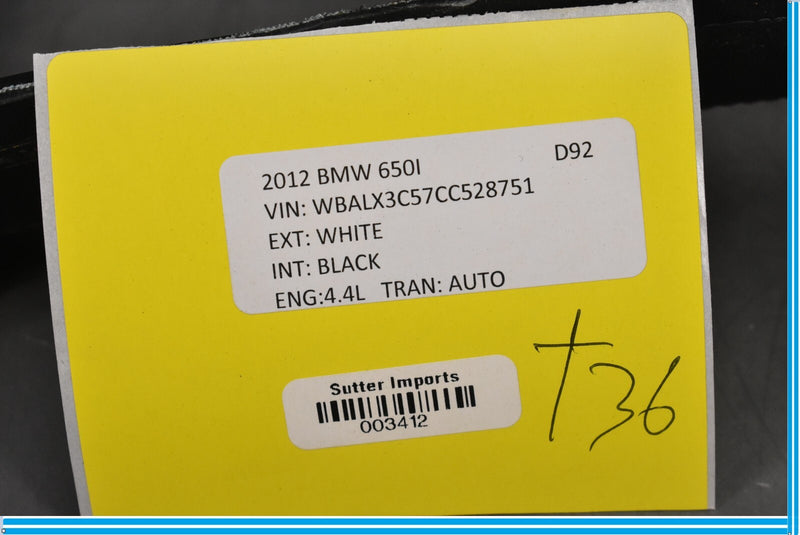 2012 BMW 650I D92
VIN: WBALX3C57CC528751
EXT: WHITE
INT: BLACK
ENG:4.4L TRAN: AUTO
Sutter Imports
003412
T36